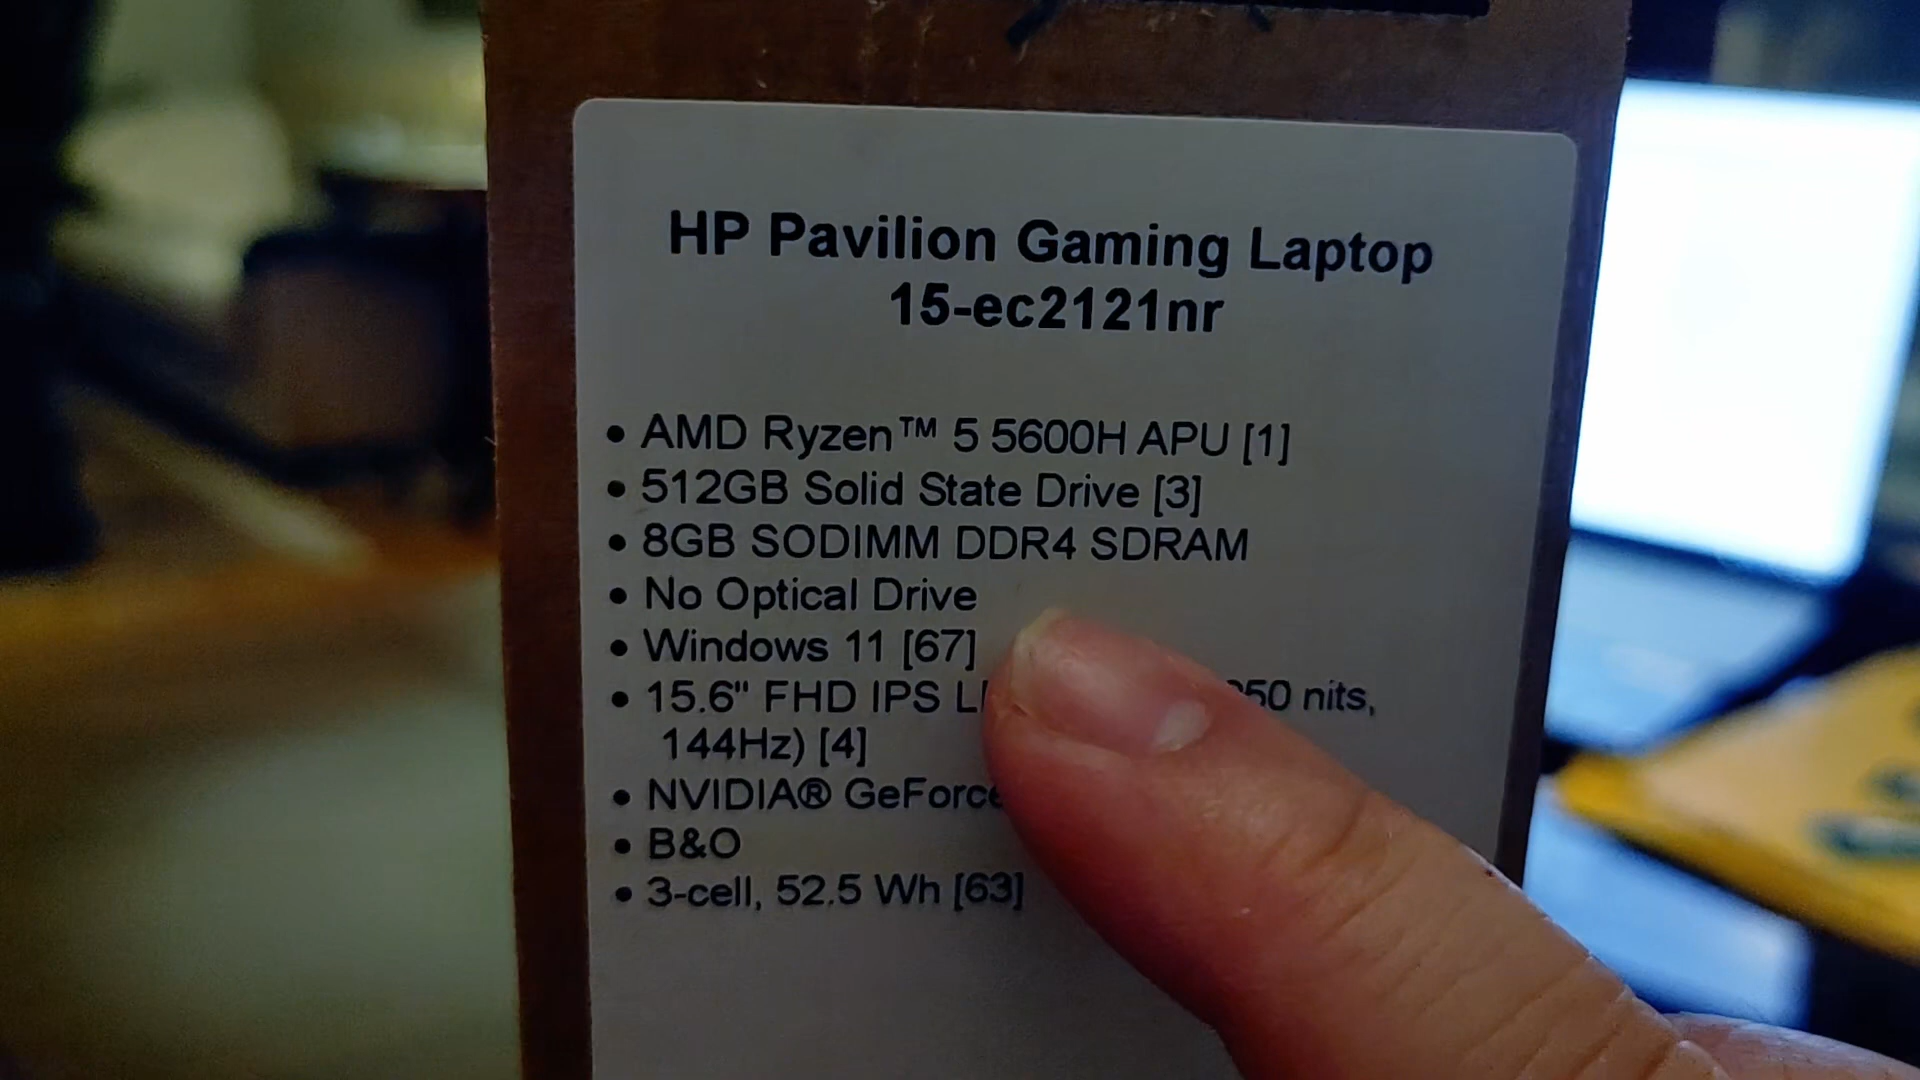 HP Pavilion Gaming Laptop
15-ec2121nr
• AMD Ryzen™ 5 5600H APU [1]
• 512GB Solid State Drive [3]
• 8GB SODIMM DDR4 SDRAM
• No Optical Drive
• Windows 11 [67]
• 15.6" FHD IPS nits,
144Hz) [4]
• NVIDIA® GeForce
• B&O
• 3-cell, 52.5 Wh [63]